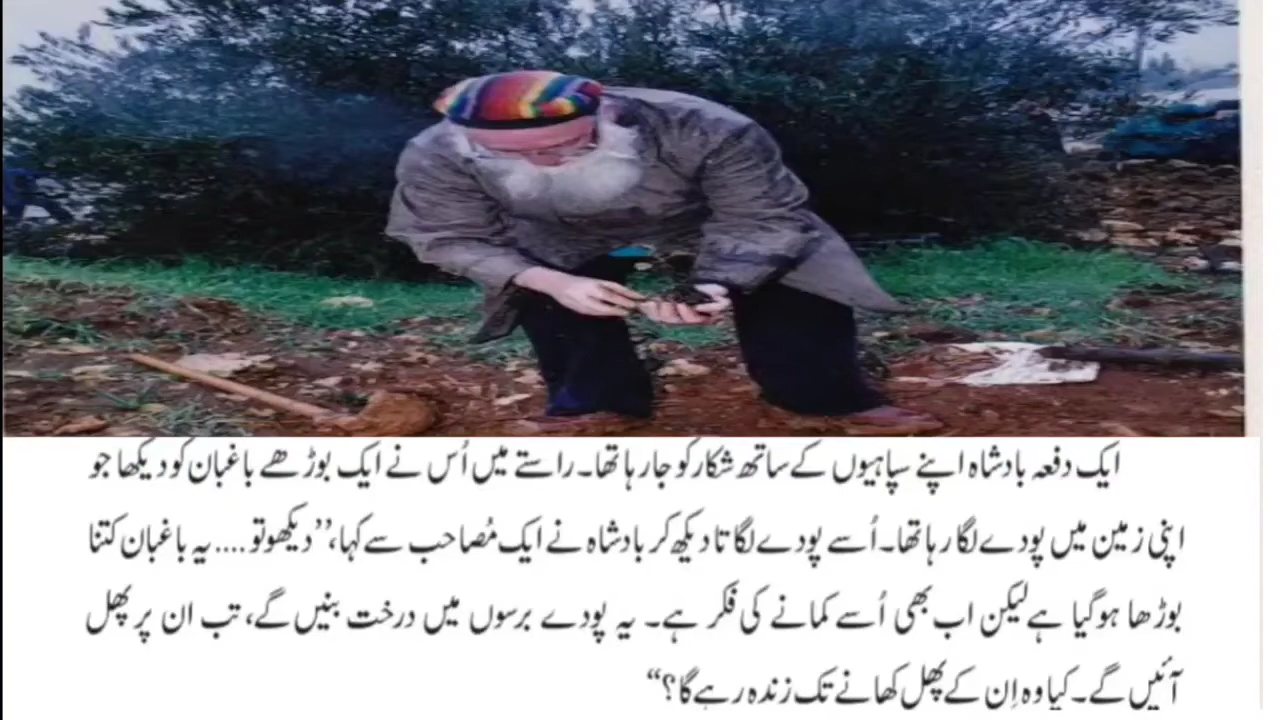 ایک دفعہ بادشاہ اپنے سپاہیوں کے ساتھ شکار کو جارہا تھا۔ راستے میں اُس نے ایک بوڑھے باغبان کو دیکھا جو
اپنی زمین میں پودے لگا رہا تھا۔ اُسے پودے لگاتا دیکھ کر بادشاہ نے ایک مُصاحب سے کہا، ’’دیکھو تو .... یہ باغبان کتنا
بوڑھا ہوگیا ہے لیکن اب بھی اُسے کمانے کی فکر ہے۔ یہ پودے برسوں میں درخت بنیں گے، تب ان پر پھل
آئیں گے۔ کیا وہ اِن کے پھل کھانے تک زندہ رہے گا؟‘‘